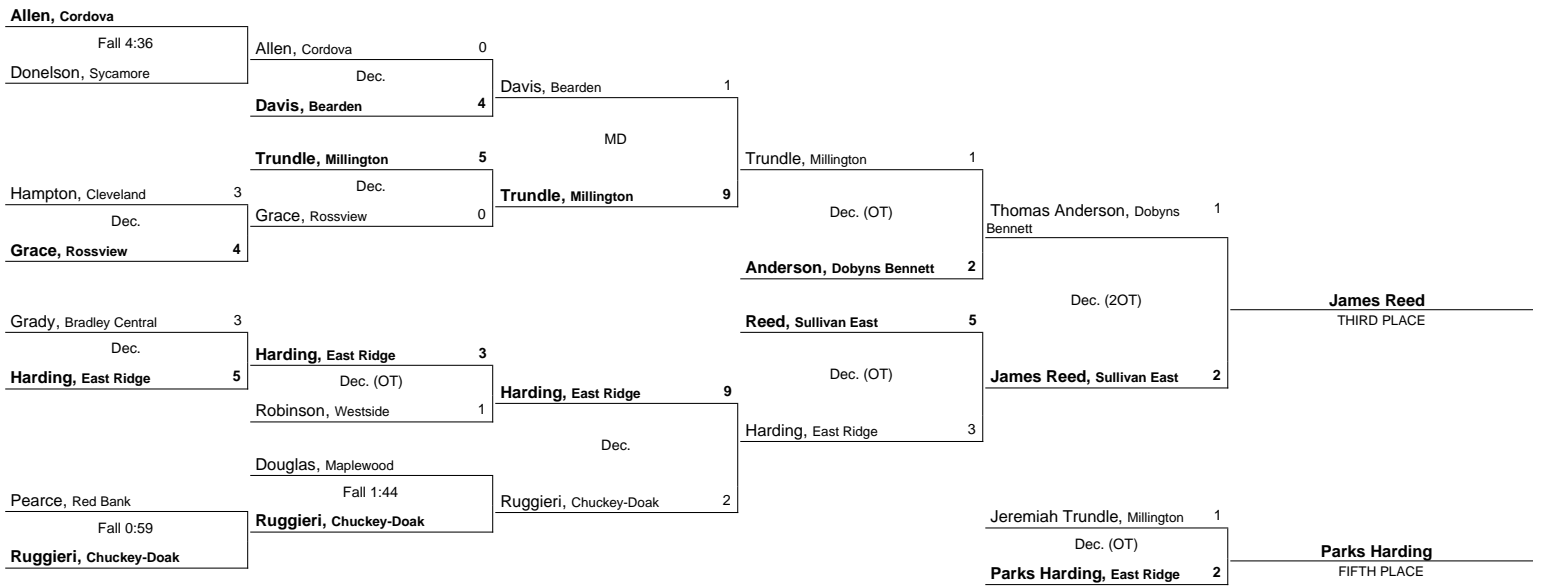 Allen, Cordova
Fall 4:36
Donelson, Sycamore
Hampton, Cleveland 3
Dec.
Grace, Rossview 4
Grady, Bradley Central 3
Dec.
Harding, East Ridge 5
Pearce, Red Bank
Fall 0:59
Ruggieri, Chuckey-Doak
Allen, Cordova 0
Dec.
Davis, Bearden 4
Trundle, Millington 5
Dec.
Grace, Rossview 0
Harding, East Ridge 3
Dec. (OT)
Robinson, Westside 1
Douglas, Maplewood
Fall 1:44
Ruggieri, Chuckey-Doak
Davis, Bearden 1
MD
Trundle, Millington 9
Harding, East Ridge 9
Dec.
Ruggieri, Chuckey-Doak 2
Trundle, Millington 1
Dec. (OT)
Anderson, Dobyns Bennett 2
Reed, Sullivan East 5
Dec. (OT)
Harding, East Ridge 3
Thomas Anderson, Dobyns 1
Bennett
Dec. (2OT)
James Reed, Sullivan East 2
James Reed
THIRD PLACE
Jeremiah Trundle, Millington 1
Dec. (OT)
Parks Harding, East Ridge 2
Parks Harding
FIFTH PLACE